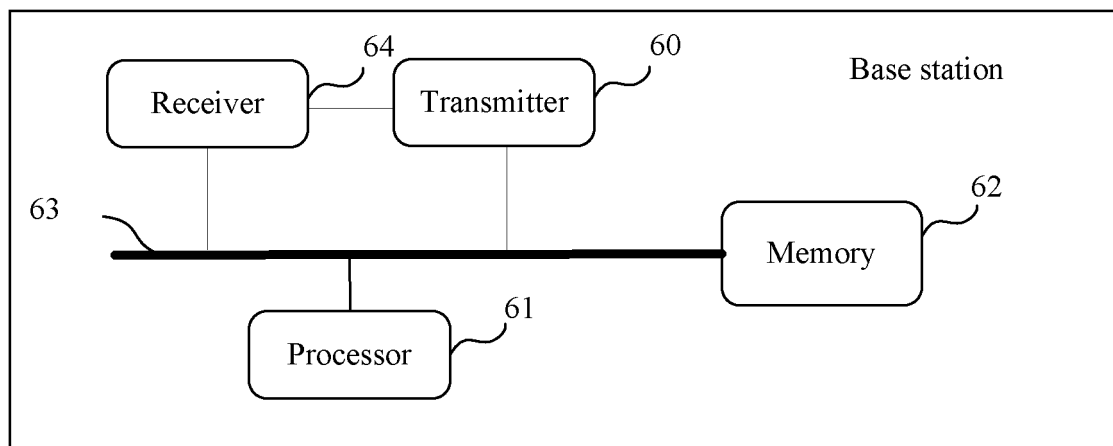 64
60
Receiver
Transmitter
Base station
63
62
Memory
61
Processor